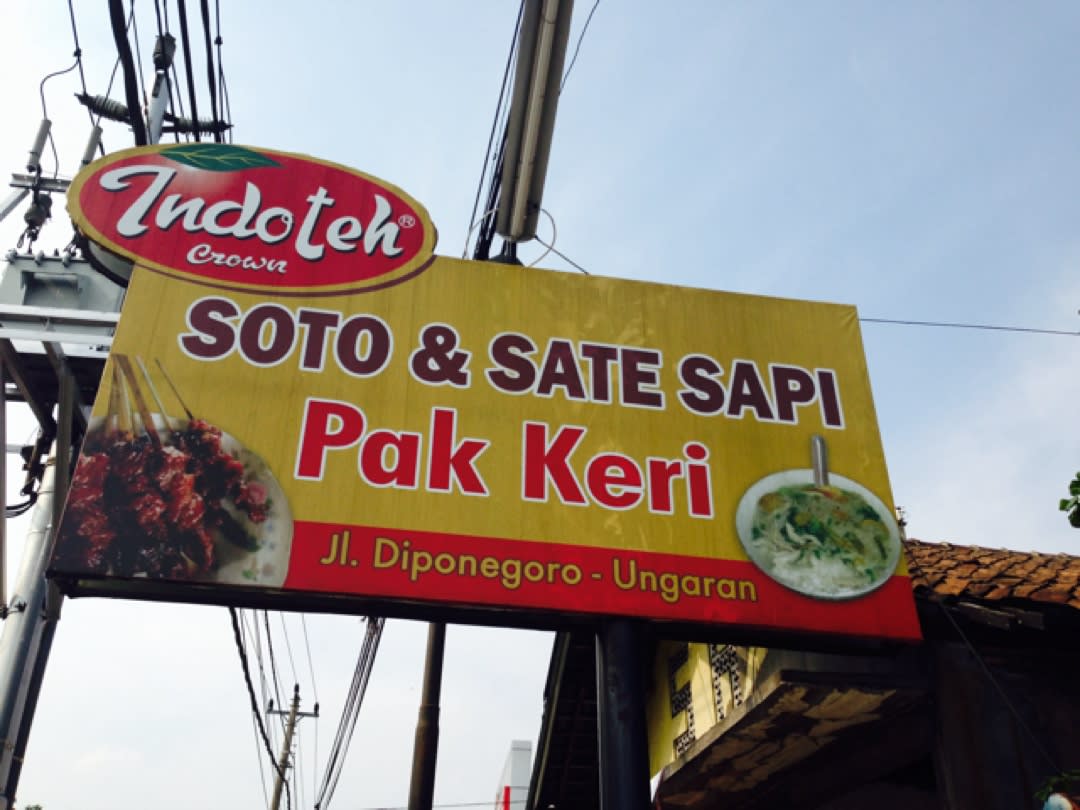 Indoteh®
Crown
SOTO & SATE SAPI
Pak Keri
Jl. Diponegoro - Ungaran